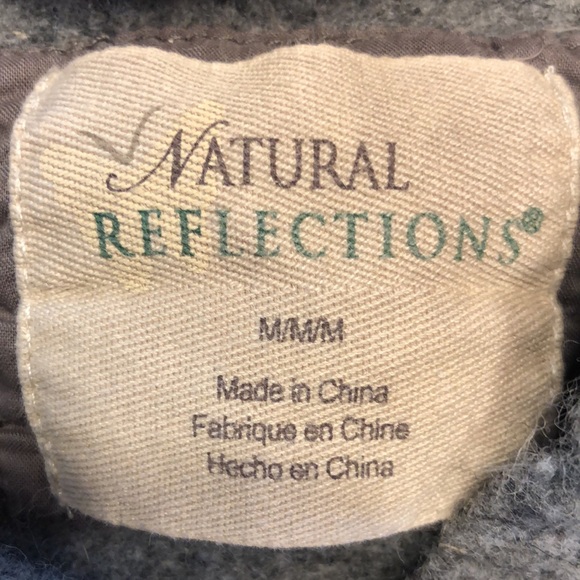 NATURAL
REFLECTIONS®
M/M/M
Made in China
Fabrique en Chine
Hecho en China